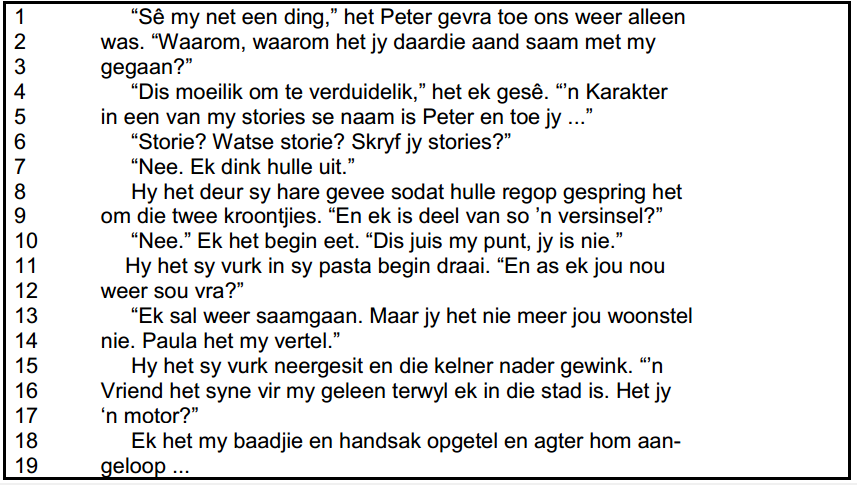 1 “Sê my net een ding,” het Peter gevra toe ons weer alleen
2 was. “Waarom, waarom het jy daardie aand saam met my
3 gegaan?”
4 “Dis moeilik om te verduidelik,” het ek gesê. “’n Karakter
5 in een van my stories se naam is Peter en toe jy ...”
6 “Storie? Watse storie? Skryf jy stories?”
7 “Nee. Ek dink hulle uit.”
8 Hy het deur sy hare gevee sodat hulle regop gespring het
9 om die twee kroontjies. “En ek is deel van so ’n versinsel?”
10 “Nee.” Ek het begin eet. “Dis juis my punt, jy is nie.”
11 Hy het sy vurk in sy pasta begin draai. “En as ek jou nou
12 weer sou vra?”
13 “Ek sal weer saamgaan. Maar jy het nie meer jou woonstel
14 nie. Paula het my vertel.”
15 Hy het sy vurk neergesit en die kelner nader gewink. “’n
16 Vriend het syne vir my geleen terwyl ek in die stad is. Het jy
17 ‘n motor?”
18 Ek het my baadjie en handsak opgetel en agter hom aan-
19 geloop ...